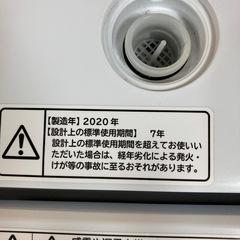 【製造年】2020年
【設計上の標準使用期間】 7年
設計上の標準使用期間を超えてお使いい
ただいた場合は、経年劣化による発火・
けが等の事故に至るおそれがあります。